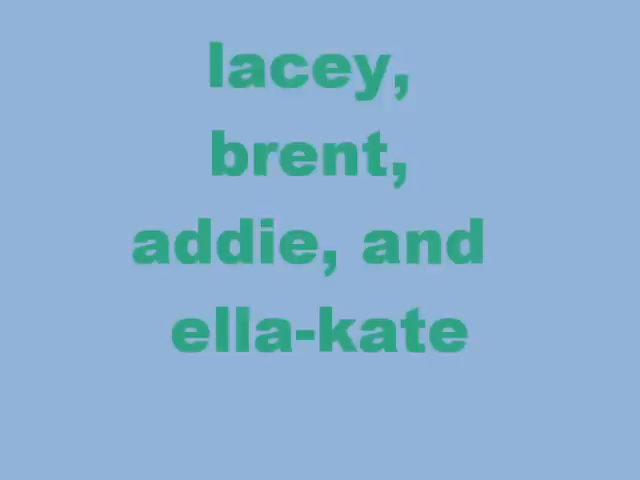 lacey,
brent,
addie, and
ella-kate